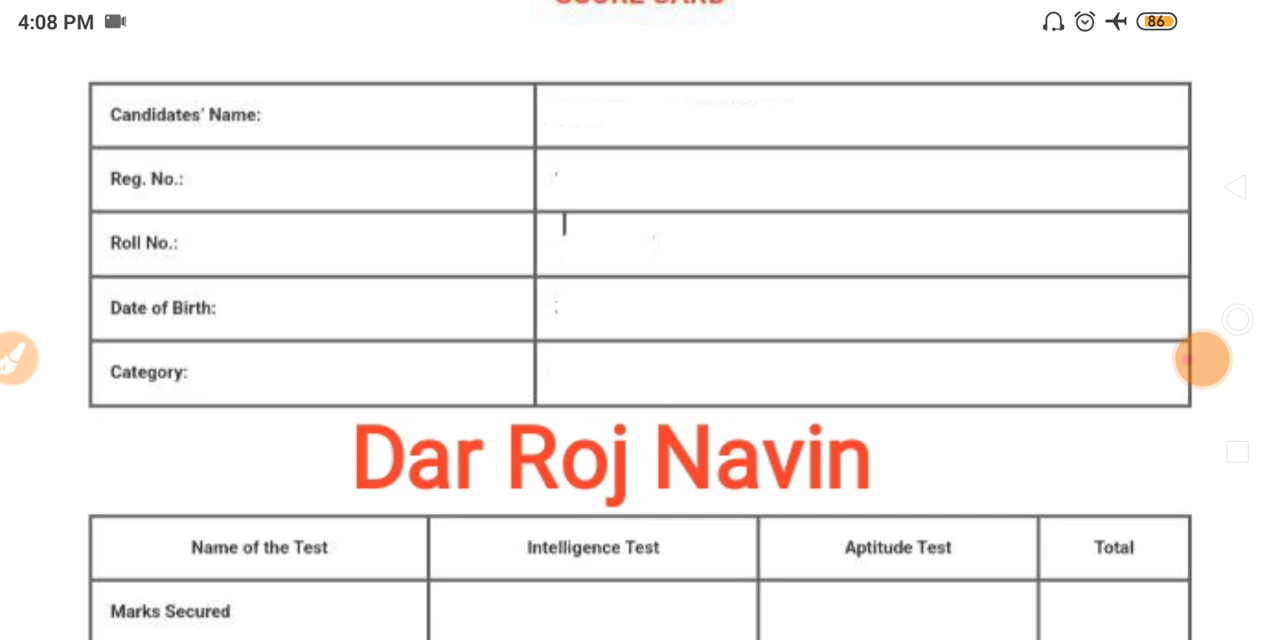 4:08 PM 86
Candidates' Name:
Reg. No.:
Roll No.:
Date of Birth:
Category:
Dar Roj Navin
Name of the Test Intelligence Test Aptitude Test Total
Marks Secured